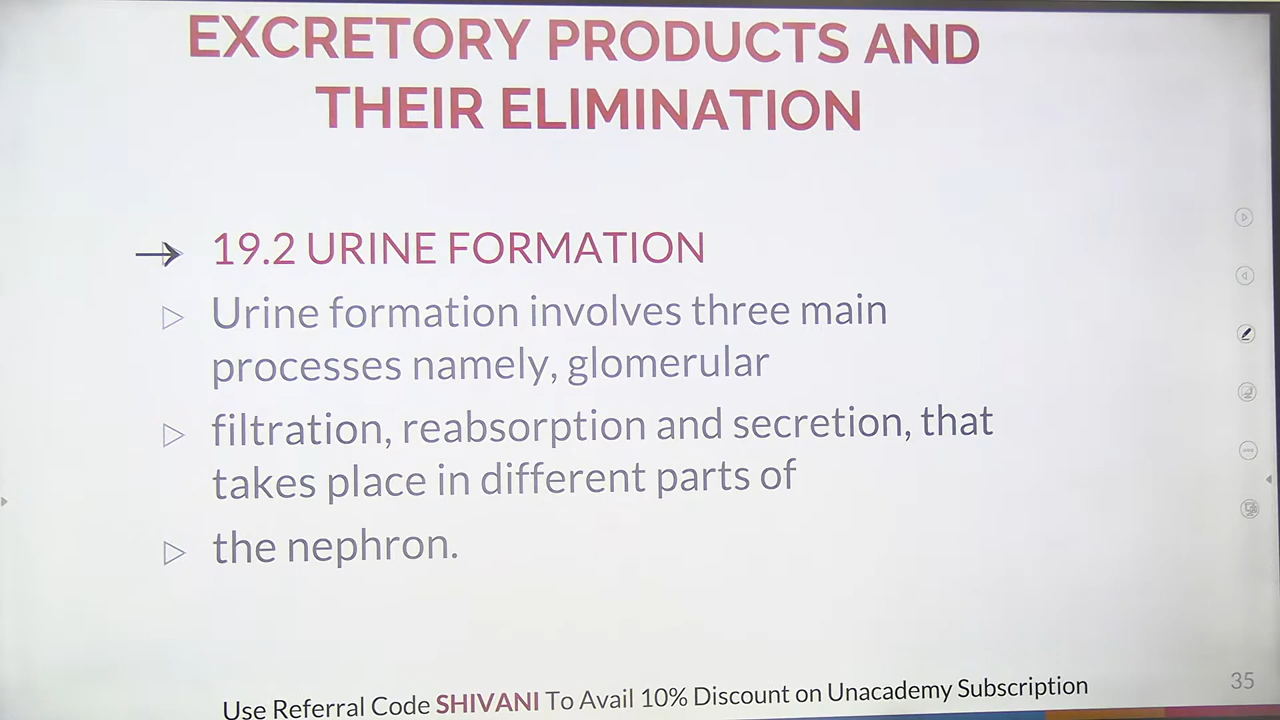 EXCRETORY PRODUCTS AND
THEIR ELIMINATION
19.2 URINE FORMATION
Urine formation involves three main
processes namely, glomerular
filtration, reabsorption and secretion, that
takes place in different parts of
the nephron.
Use Referral Code SHIVANI To Avail 10% Discount on Unacademy Subscription
35